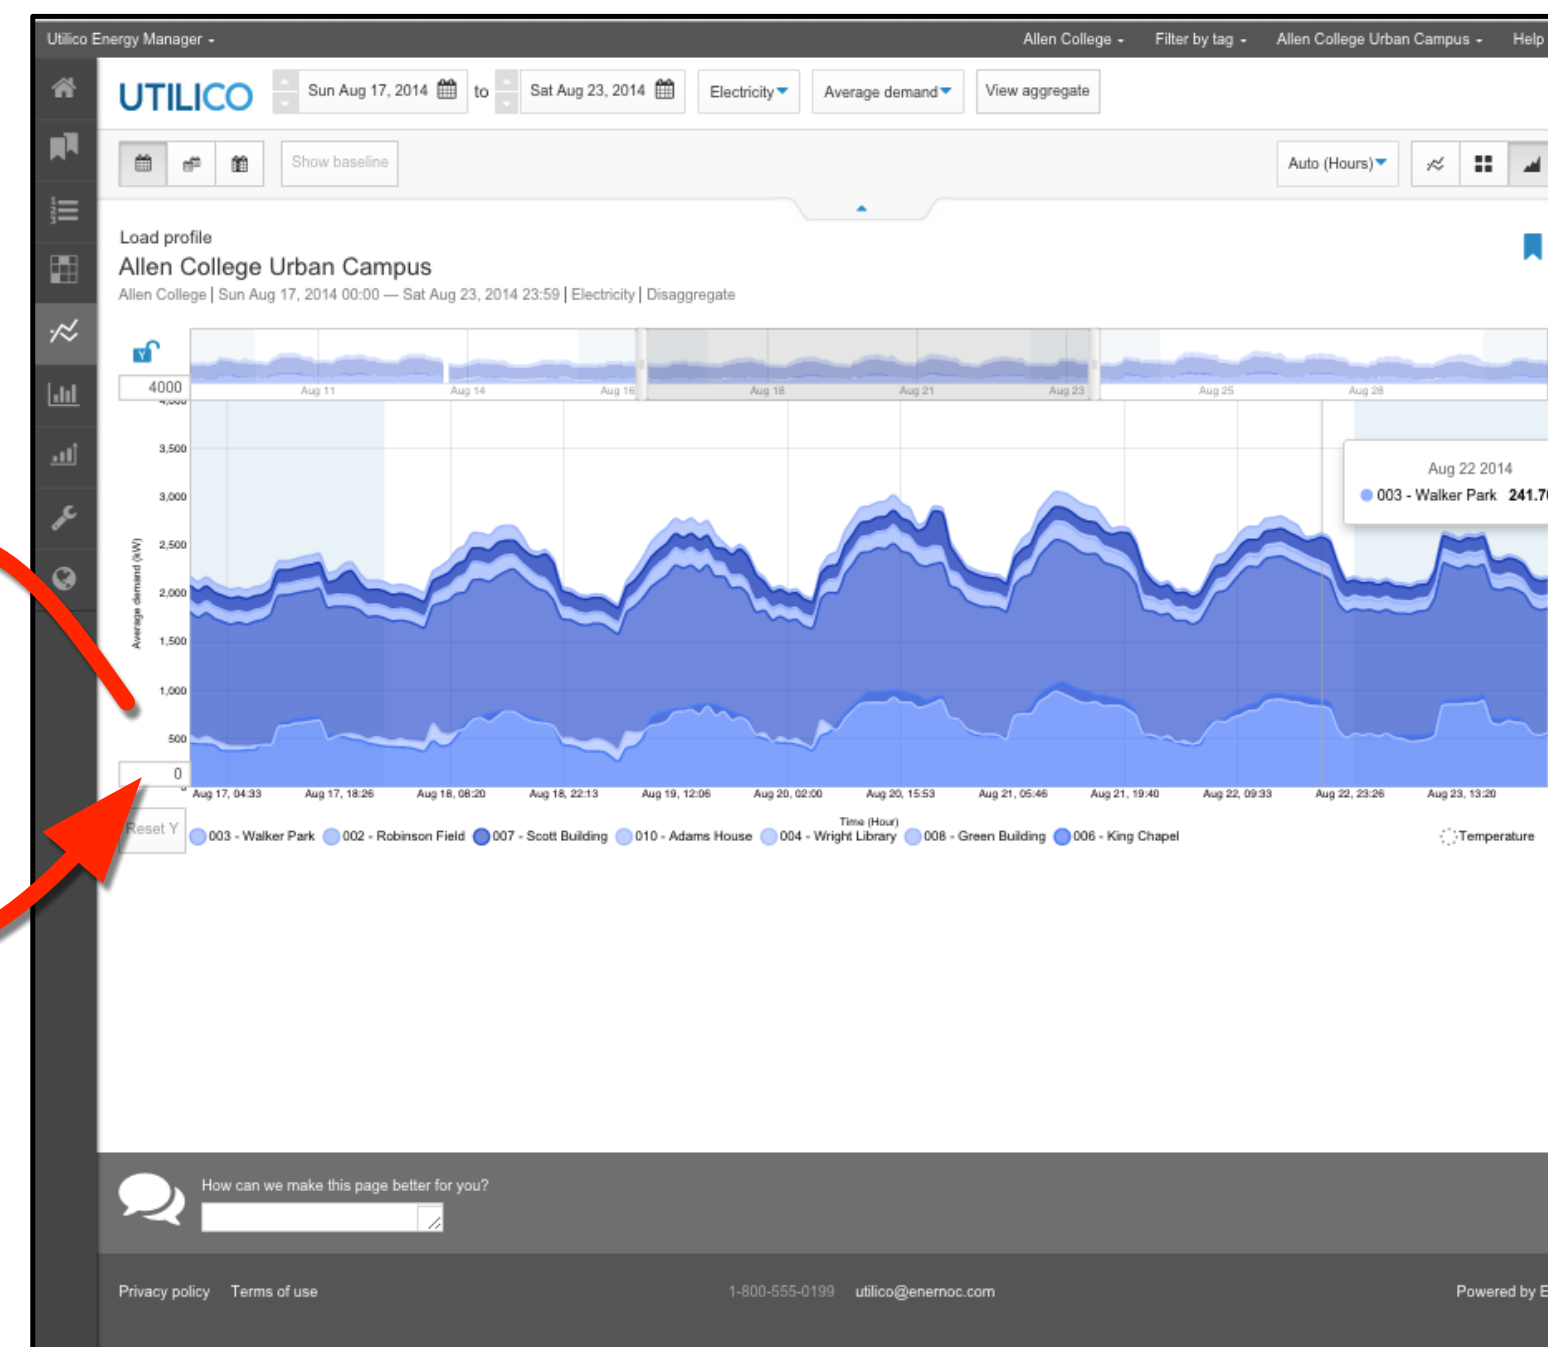 Utilico Energy Manager Allen College Filter by tag Allen College Urban Campus Help
UTILICO Sun Aug 17, 2014 to Sat Aug 23, 2014 Electricity Average demand View aggregate
Show baseline Auto (Hours)
Load profile
Allen College Urban Campus
Allen College | Sun Aug 17, 2014 00:00 — Sat Aug 23, 2014 23:59 | Electricity | Disaggregate
Y
4000
Aug 11 Aug 14 Aug 16 Aug 18 Aug 21 Aug 23 Aug 25 Aug 28
4,000
3,500
3,000
2,500
2,000
1,500
1,000
500
0
Average demand (kW)
Aug 22 2014
003 - Walker Park 241.7
Aug 17, 04:33 Aug 17, 18:26 Aug 18, 08:20 Aug 18, 22:13 Aug 19, 12:06 Aug 20, 02:00 Aug 20, 15:53 Aug 21, 05:46 Aug 21, 19:40 Aug 22, 09:33 Aug 22, 23:26 Aug 23, 13:20
Time (Hour)
Reset Y
003 - Walker Park 002 - Robinson Field 007 - Scott Building 010 - Adams House 004 - Wright Library 008 - Green Building 006 - King Chapel Temperature
How can we make this page better for you?
Privacy policy Terms of use 1-800-555-0199 utilico@enernoc.com Powered by E